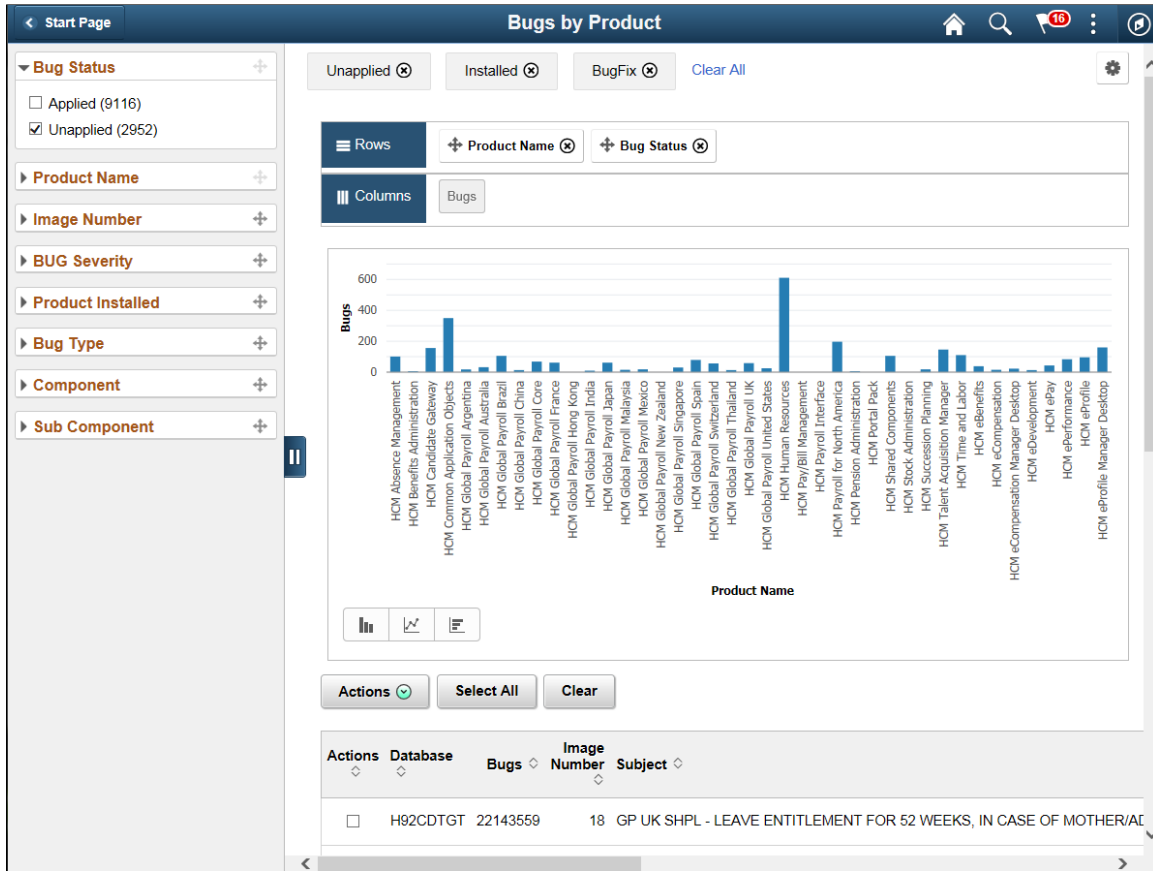 Start Page
Bugs by Product
16
Bug Status
Applied (9116)
Unapplied (2952)
Product Name
Image Number
BUG Severity
Product Installed
Bug Type
Component
Sub Component
Unapplied
Installed
BugFix
Clear All
Rows
Product Name
Bug Status
Columns
Bugs
Bugs
600
400
200
0
HCM Absence Management
HCM Benefits Administration
HCM Candidate Gateway
HCM Common Application Objects
HCM Global Payroll Argentina
HCM Global Payroll Australia
HCM Global Payroll Brazil
HCM Global Payroll China
HCM Global Payroll Core
HCM Global Payroll France
HCM Global Payroll Hong Kong
HCM Global Payroll India
HCM Global Payroll Japan
HCM Global Payroll Malaysia
HCM Global Payroll Mexico
HCM Global Payroll New Zealand
HCM Global Payroll Singapore
HCM Global Payroll Spain
HCM Global Payroll Switzerland
HCM Global Payroll Thailand
HCM Global Payroll UK
HCM Global Payroll United States
HCM Human Resources
HCM Pay/Bill Management
HCM Payroll Interface
HCM Payroll for North America
HCM Pension Administration
HCM Portal Pack
HCM Shared Components
HCM Stock Administration
HCM Succession Planning
HCM Talent Acquisition Manager
HCM Time and Labor
HCM eBenefits
HCM eCompensation
HCM eCompensation Manager Desktop
HCM eDevelopment
HCM ePay
HCM ePerformance
HCM eProfile
HCM eProfile Manager Desktop
Product Name
Actions
Select All
Clear
Actions Database Bugs Image Number Subject
H92CDTGT 22143559 18 GP UK SHPL - LEAVE ENTITLEMENT FOR 52 WEEKS, IN CASE OF MOTHER/AD